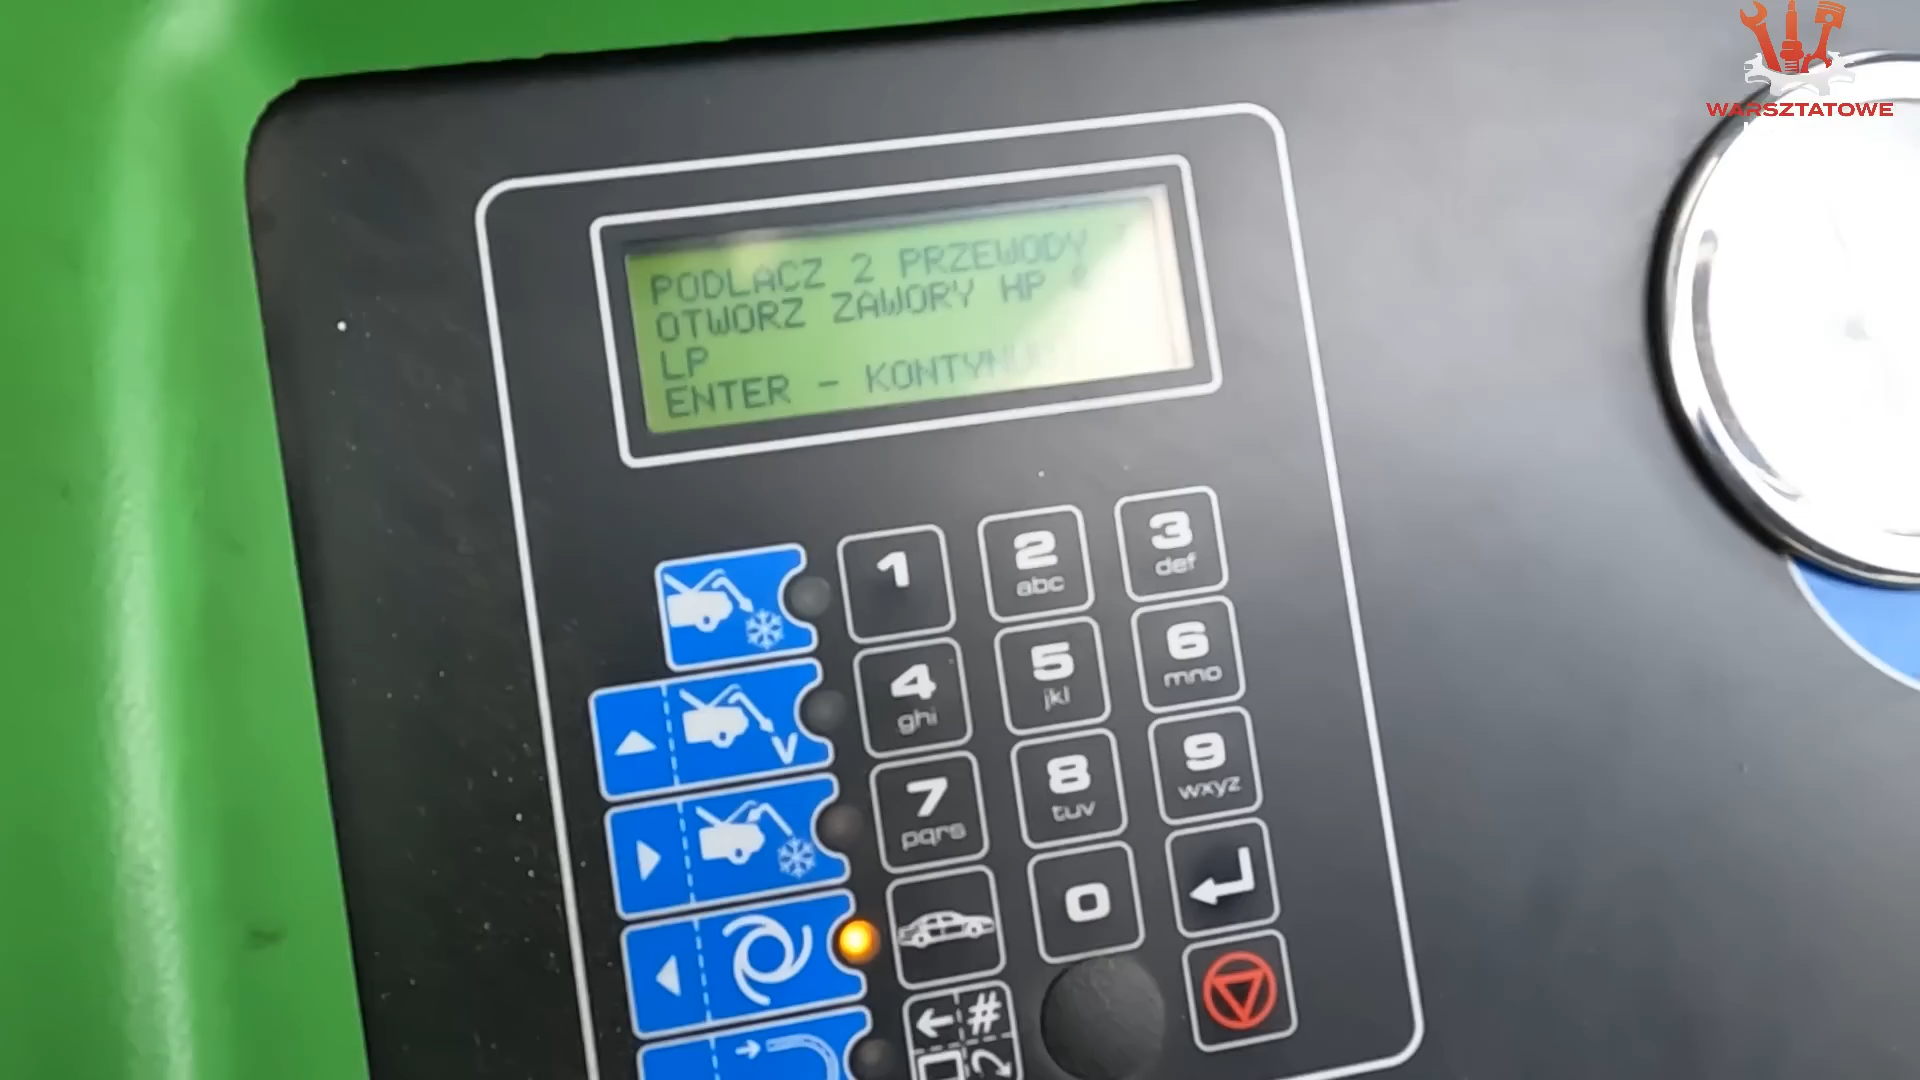 WARSZTATOWE
PODLACZ 2 PRZEWODY
OTWORZ ZAWORY HP
LP
ENTER -
1
2
abc
3
def
4
ghi
5
jkl
6
mno
7
pqrs
8
tuv
9
wxyz
0
V
#